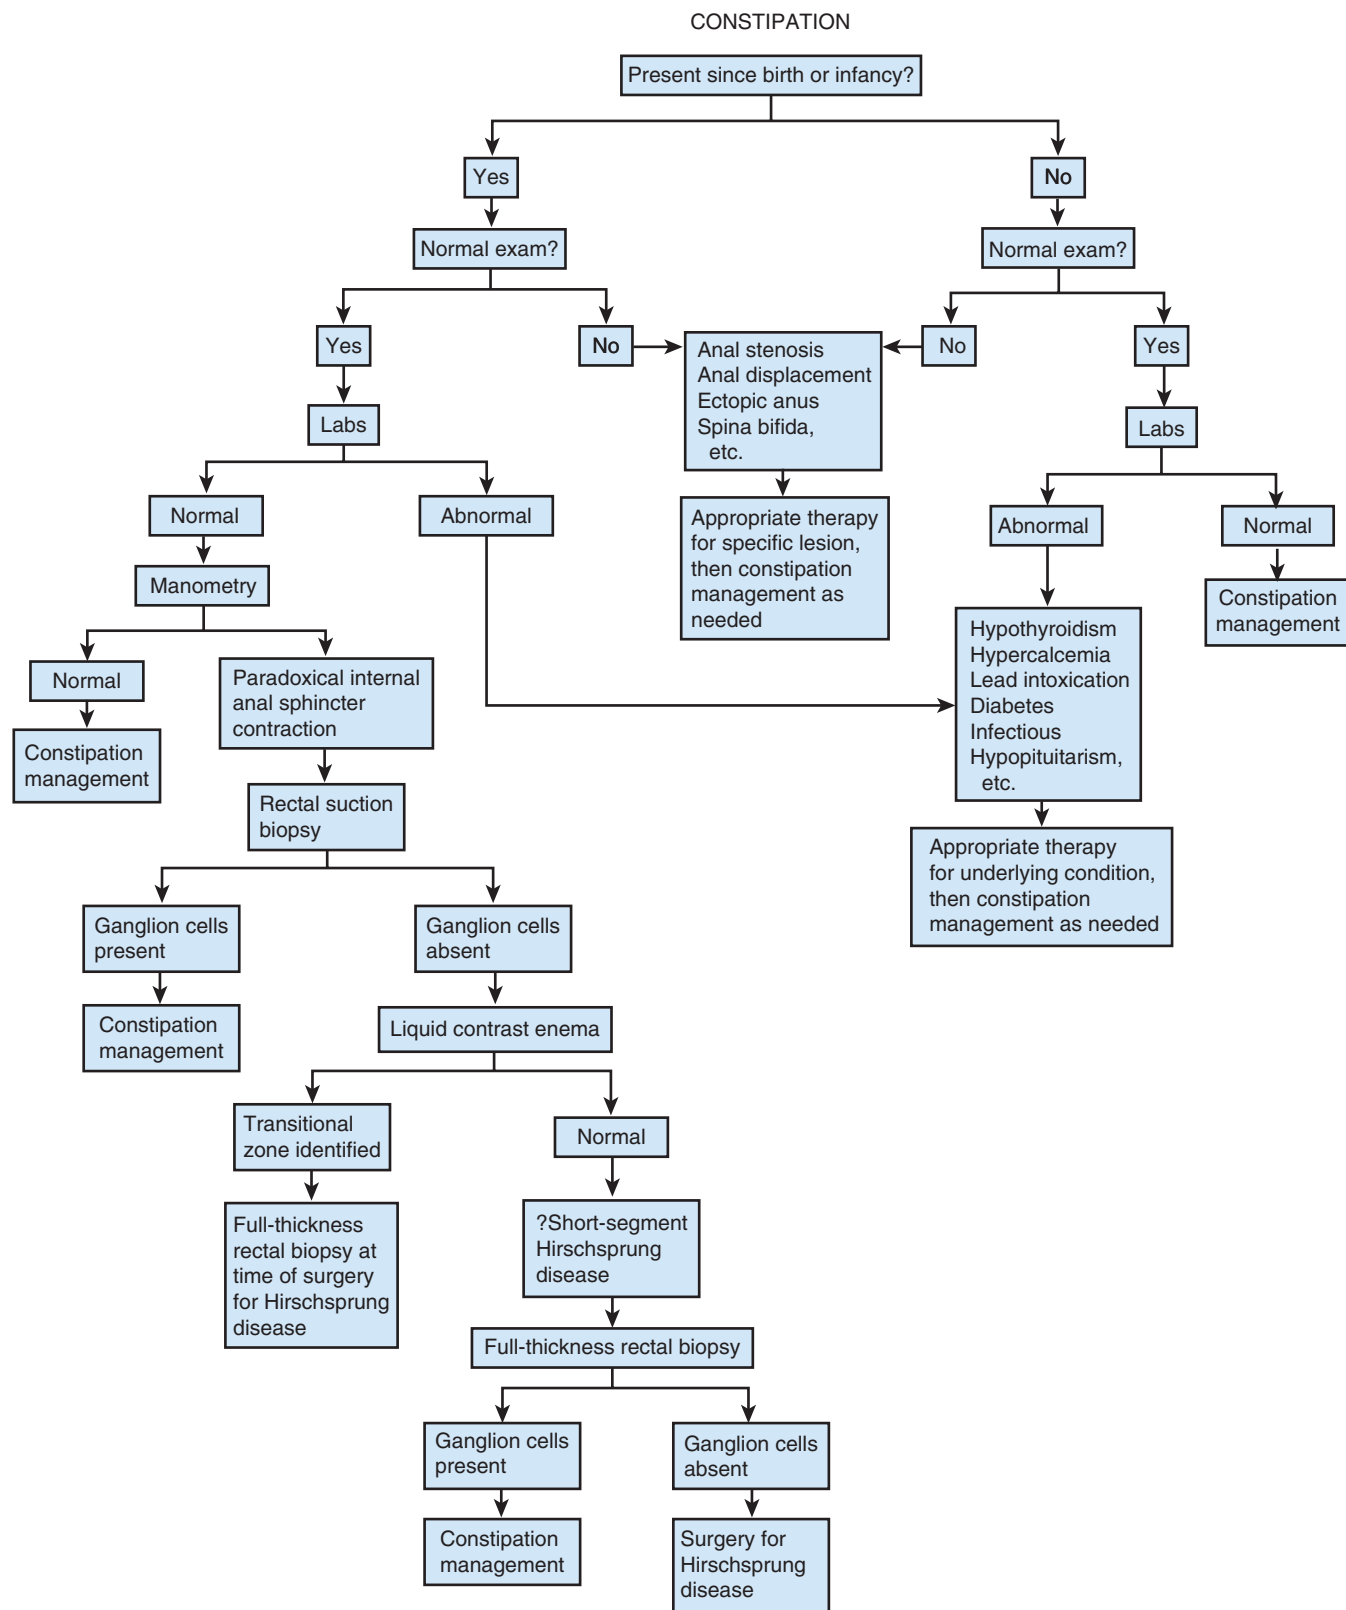 CONSTIPATION
Present since birth or infancy?
Yes
No
Normal exam?
Normal exam?
Yes
No
Anal stenosis
Anal displacement
Ectopic anus
Spina bifida,
etc.
No
Yes
Labs
Labs
Normal
Abnormal
Appropriate therapy
for specific lesion,
then constipation
management as
needed
Abnormal
Normal
Manometry
Constipation
management
Normal
Paradoxical internal
anal sphincter
contraction
Hypothyroidism
Hypercalcemia
Lead intoxication
Diabetes
Infectious
Hypopituitarism,
etc.
Constipation
management
Rectal suction
biopsy
Appropriate therapy
for underlying condition,
then constipation
management as needed
Ganglion cells
present
Ganglion cells
absent
Constipation
management
Liquid contrast enema
Transitional
zone identified
Normal
Full-thickness
rectal biopsy at
time of surgery
for Hirschsprung
disease
?Short-segment
Hirschsprung
disease
Full-thickness rectal biopsy
Ganglion cells
present
Ganglion cells
absent
Constipation
management
Surgery for
Hirschsprung
disease